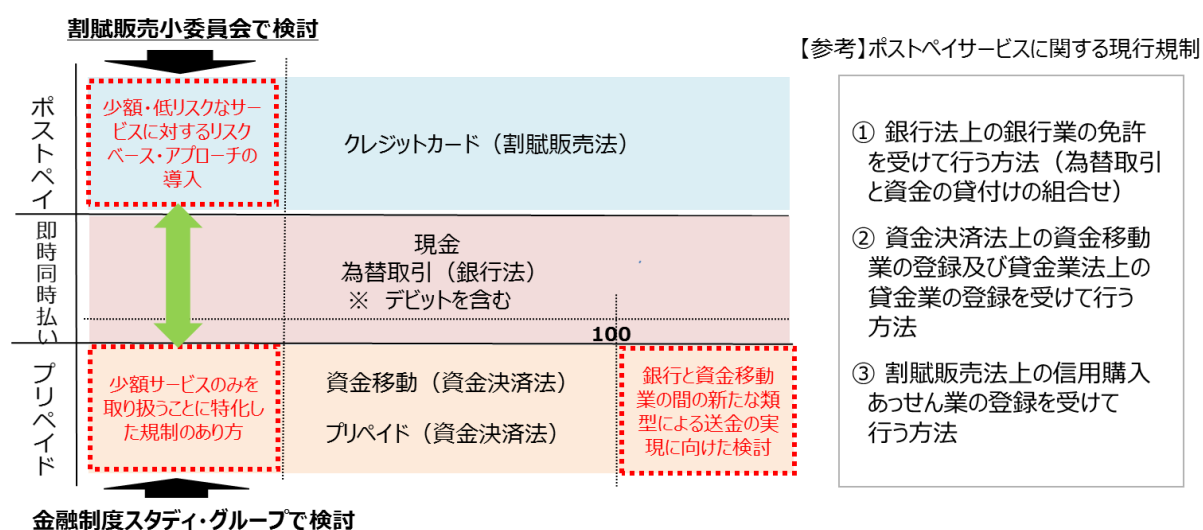 割賦販売小委員会で検討
【参考】ポストペイサービスに関する現行規制
ポストペイ
少額・低リスクなサー
ビスに対するリスク
ベース・アプローチの
導入
クレジットカード（割賦販売法）
即時同時払い
現金
為替取引（銀行法）
※ デビットを含む
100
プリペイド
少額サービスのみを
取り扱うことに特化し
た規制のあり方
資金移動（資金決済法）
プリペイド（資金決済法）
銀行と資金移動
業の間の新たな類
型による送金の実
現に向けた検討
金融制度スタディ・グループで検討
① 銀行法上の銀行業の免許
を受けて行う方法（為替取引
と資金の貸付けの組合せ）
② 資金決済法上の資金移動
業の登録及び貸金業法上の
貸金業の登録を受けて行う
方法
③ 割賦販売法上の信用購入
あっせん業の登録を受けて
行う方法